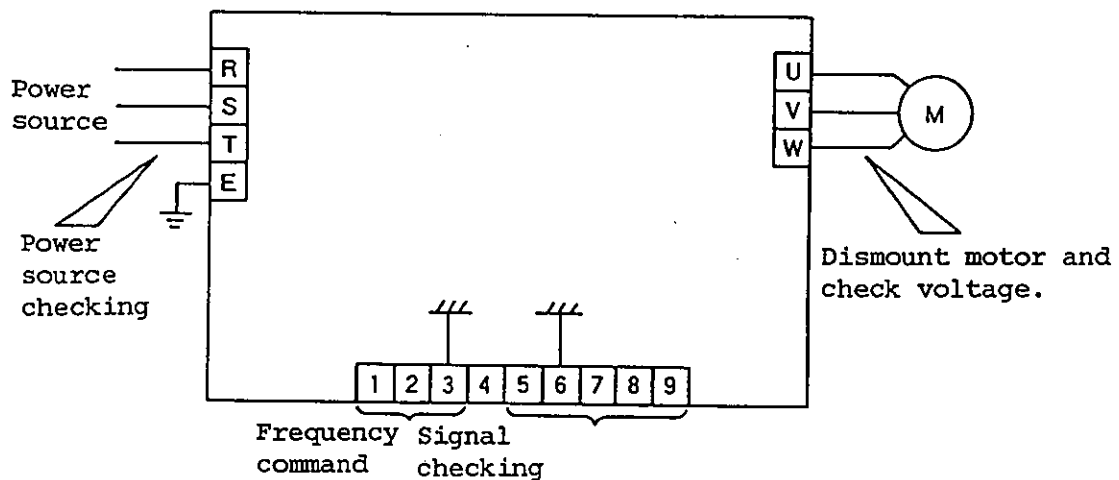 Power
source
R
S
T
E
Power
source
checking
U
V
W
M
Dismount motor and
check voltage.
1 2 3 4 5 6 7 8 9
Frequency
command
Signal
checking